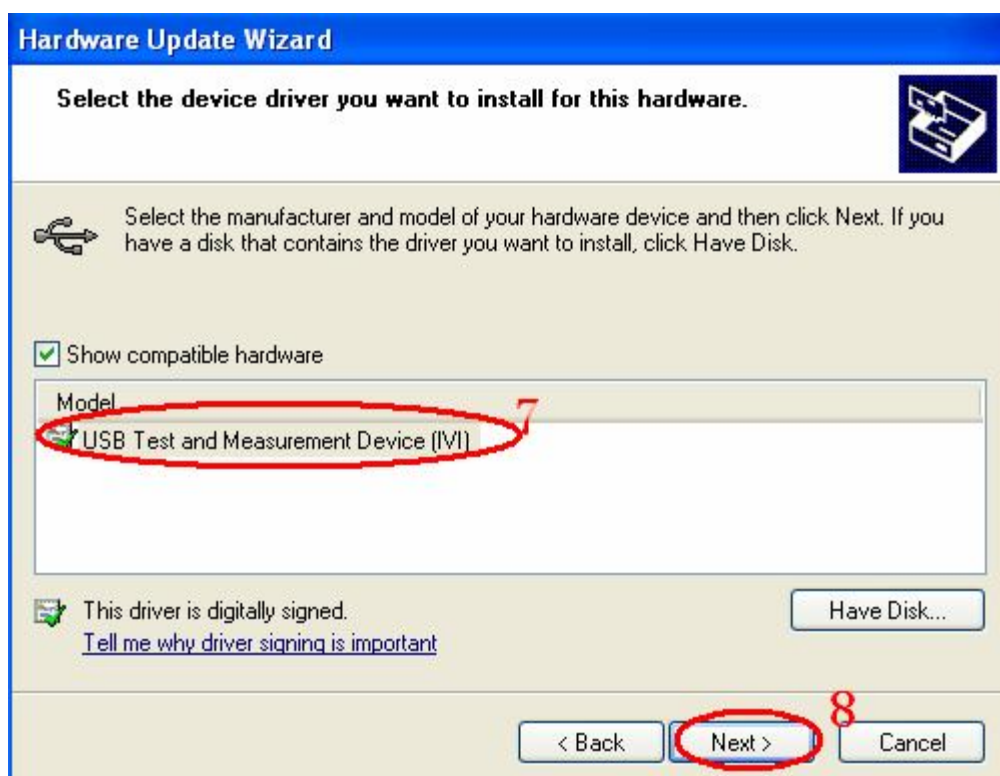 Hardware Update Wizard
Select the device driver you want to install for this hardware.
Select the manufacturer and model of your hardware device and then click Next. If you
have a disk that contains the driver you want to install, click Have Disk.
Show compatible hardware
Model
7
USB Test and Measurement Device (IVI)
This driver is digitally signed.
Have Disk...
Tell me why driver signing is important
8
< Back
Next >
Cancel